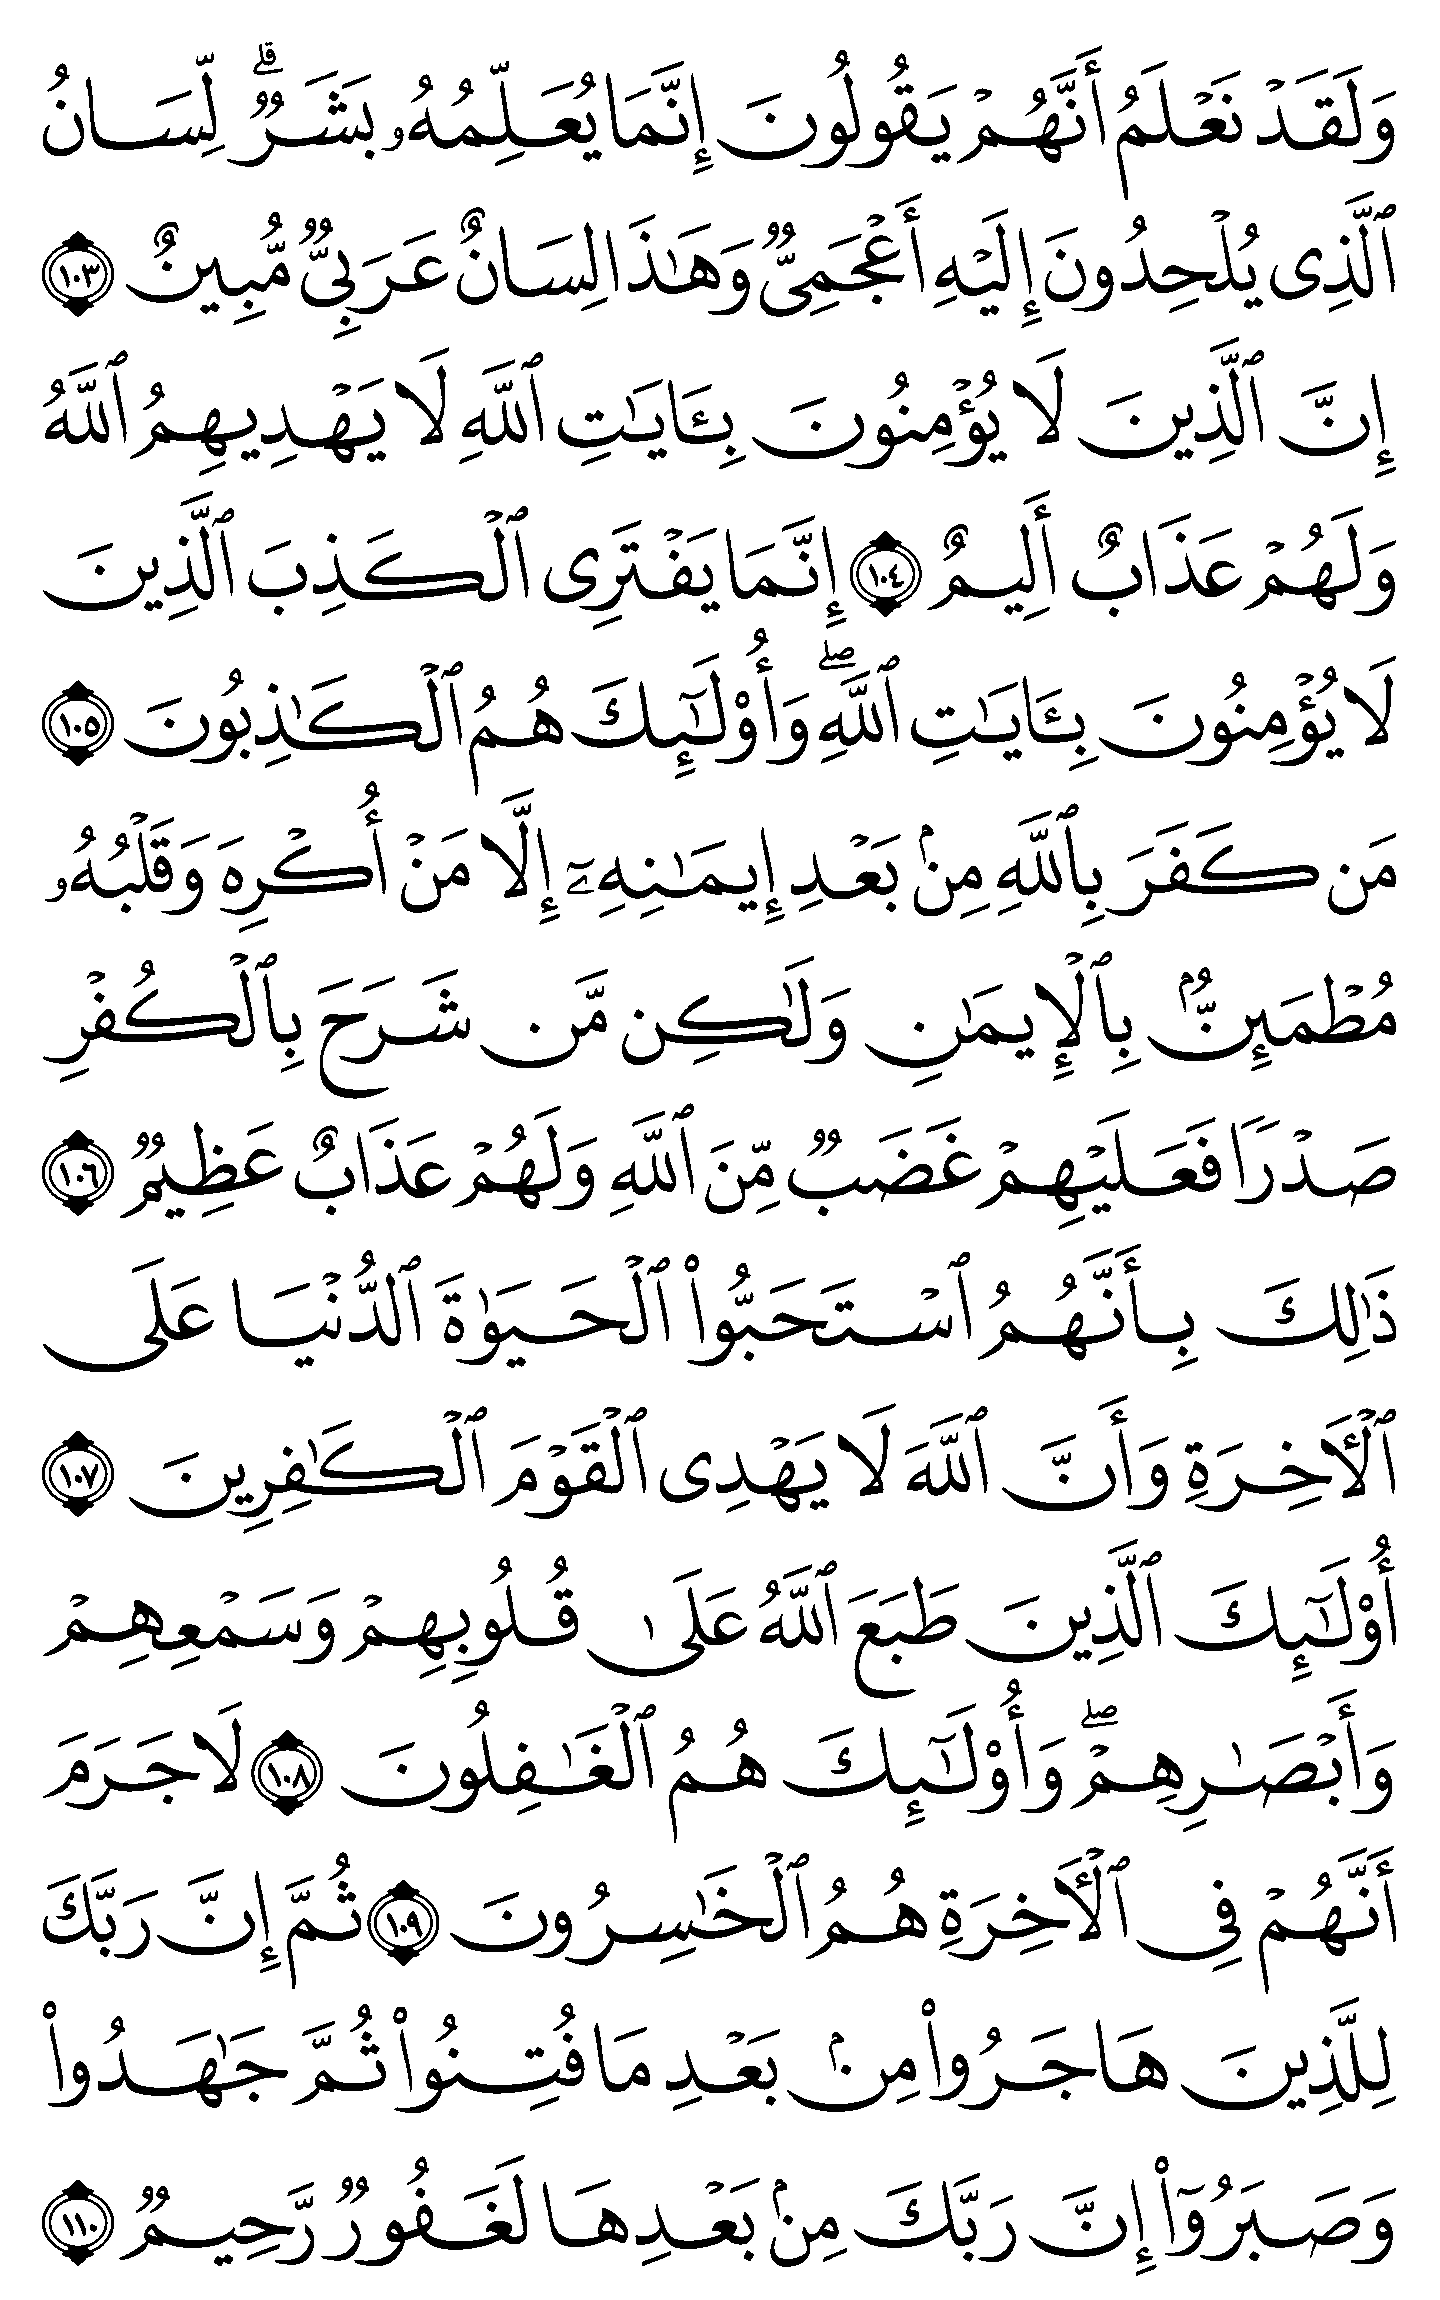 وَلَقَدۡ نَعۡلَمُ أَنَّهُمۡ يَقُولُونَ إِنَّمَا يُعَلِّمُهُۥ بَشَرٞۗ لِّسَانُ
ٱلَّذِي يُلۡحِدُونَ إِلَيۡهِ أَعۡجَمِيّٞ وَهَٰذَا لِسَانٌ عَرَبِيّٞ مُّبِينٌ ١٠٣
إِنَّ ٱلَّذِينَ لَا يُؤۡمِنُونَ بِـَٔايَٰتِ ٱللَّهِ لَا يَهۡدِيهِمُ ٱللَّهُ
وَلَهُمۡ عَذَابٌ أَلِيمٌ ١٠٤ إِنَّمَا يَفۡتَرِي ٱلۡكَذِبَ ٱلَّذِينَ
لَا يُؤۡمِنُونَ بِـَٔايَٰتِ ٱللَّهِۖ وَأُوْلَٰٓئِكَ هُمُ ٱلۡكَٰذِبُونَ ١٠٥
مَن كَفَرَ بِٱللَّهِ مِنۢ بَعۡدِ إِيمَٰنِهِۦٓ إِلَّا مَنۡ أُكۡرِهَ وَقَلۡبُهُۥ
مُطۡمَئِنُّۢ بِٱلۡإِيمَٰنِ وَلَٰكِن مَّن شَرَحَ بِٱلۡكُفۡرِ
صَدۡرٗا فَعَلَيۡهِمۡ غَضَبٞ مِّنَ ٱللَّهِ وَلَهُمۡ عَذَابٌ عَظِيمٞ ١٠٦
ذَٰلِكَ بِأَنَّهُمُ ٱسۡتَحَبُّواْ ٱلۡحَيَوٰةَ ٱلدُّنۡيَا عَلَى
ٱلۡأٓخِرَةِ وَأَنَّ ٱللَّهَ لَا يَهۡدِي ٱلۡقَوۡمَ ٱلۡكَٰفِرِينَ ١٠٧
أُوْلَٰٓئِكَ ٱلَّذِينَ طَبَعَ ٱللَّهُ عَلَىٰ قُلُوبِهِمۡ وَسَمۡعِهِمۡ
وَأَبۡصَٰرِهِمۡۖ وَأُوْلَٰٓئِكَ هُمُ ٱلۡغَٰفِلُونَ ١٠٨ لَا جَرَمَ
أَنَّهُمۡ فِي ٱلۡأٓخِرَةِ هُمُ ٱلۡخَٰسِرُونَ ١٠٩ ثُمَّ إِنَّ رَبَّكَ
لِلَّذِينَ هَاجَرُواْ مِنۢ بَعۡدِ مَا فُتِنُواْ ثُمَّ جَٰهَدُواْ
وَصَبَرُوٓاْ إِنَّ رَبَّكَ مِنۢ بَعۡدِهَا لَغَفُورٞ رَّحِيمٞ ١١٠